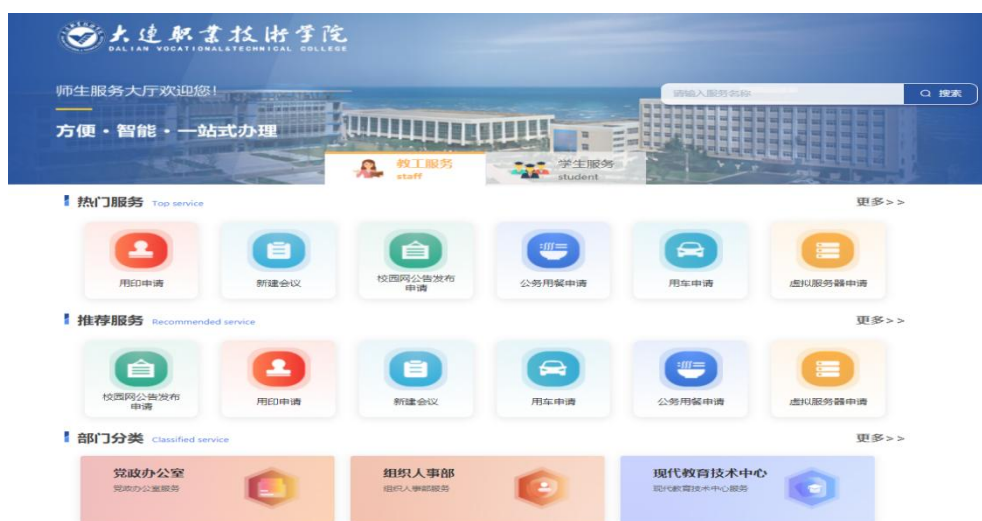 大连职业技术学院
DALIAN VOCATIONAL&TECHNICAL COLLEGE
师生服务大厅欢迎您!
请输入服务名称
搜索
方便·智能·一站式办理
教工服务
staff
学生服务
student
热门服务 Top service 更多>>
用印申请
新建会议
校园网公告发布
申请
公务用餐申请
用车申请
虚拟服务器申请
推荐服务 Recommended service 更多>>
校园网公告发布
申请
用印申请
新建会议
用车申请
公务用餐申请
虚拟服务器申请
部门分类 Classified service 更多>>
党政办公室
党政办公室服务
组织人事部
组织人事部服务
现代教育技术中心
现代教育技术中心服务